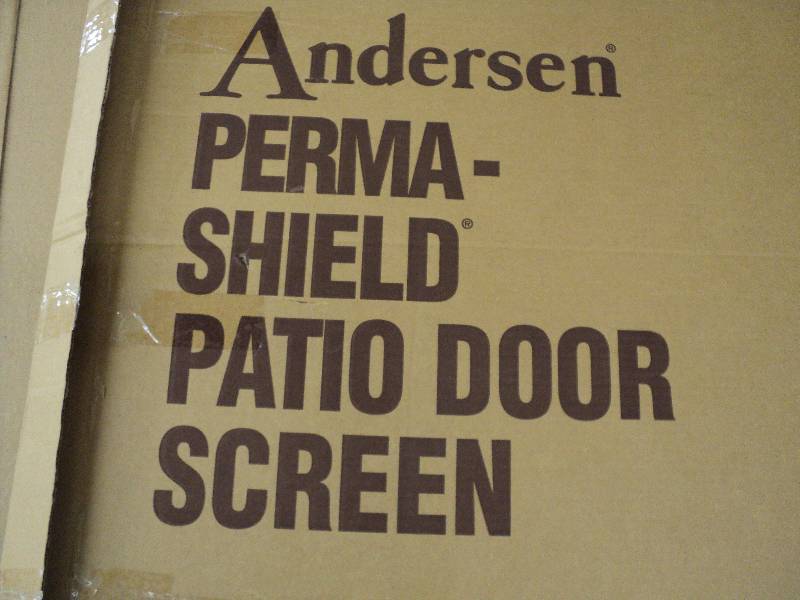 Andersen®
PERMA-
SHIELD®
PATIO DOOR
SCREEN